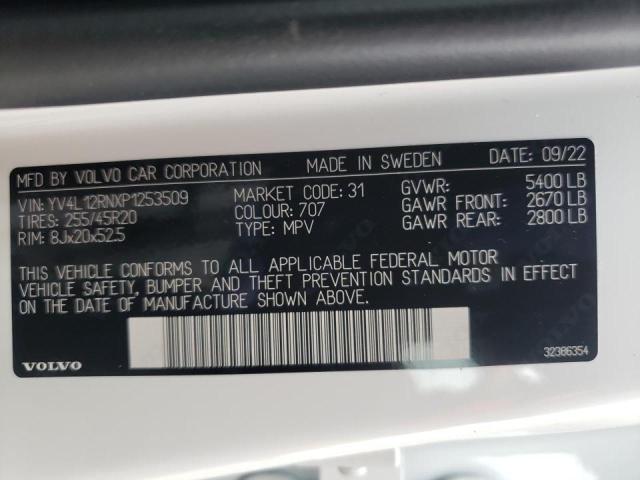 MFD BY VOLVO CAR CORPORATION MADE IN SWEDEN DATE: 09/22
VIN: YV4L12RNXP1253509 MARKET CODE: 31 GVWR: 5400 LB
TIRES: 255/45R20 COLOUR: 707 GAWR FRONT: 2670 LB
RIM: 8Jx20x52.5 TYPE: MPV GAWR REAR: 2800 LB
THIS VEHICLE CONFORMS TO ALL APPLICABLE FEDERAL MOTOR
VEHICLE SAFETY, BUMPER AND THEFT PREVENTION STANDARDS IN EFFECT
ON THE DATE OF MANUFACTURE SHOWN ABOVE.
VOLVO 32386354